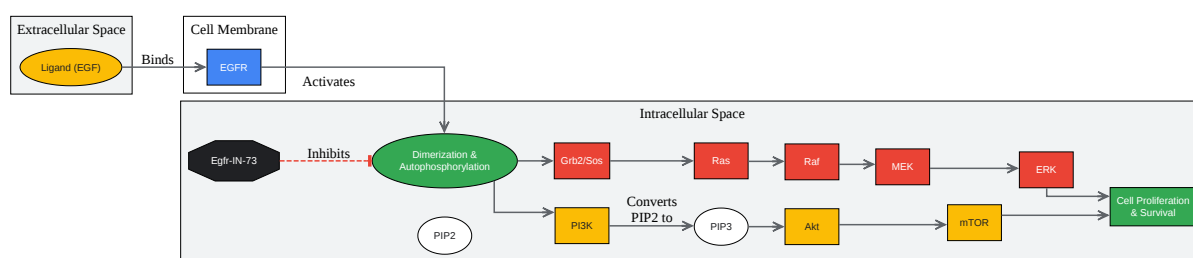 Extracellular Space
Cell Membrane
Ligand (EGF)
Binds
EGFR
Activates
Intracellular Space
Egfr-IN-73
Inhibits
Dimerization &
Autophosphorylation
Grb2/Sos
Ras
Raf
MEK
ERK
Cell Proliferation
& Survival
PIP2
PI3K
Converts
PIP2 to
PIP3
Akt
mTOR